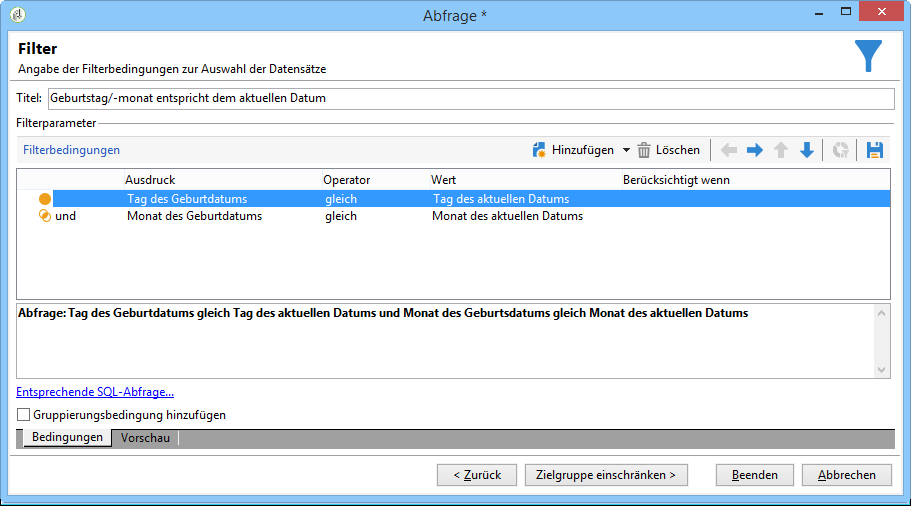 Abfrage *
Filter
Angabe der Filterbedingungen zur Auswahl der Datensätze
Titel: Geburtstag/-monat entspricht dem aktuellen Datum
Filterparameter
Filterbedingungen Hinzufügen Löschen
Ausdruck Operator Wert Berücksichtigt wenn
Tag des Geburtdatums gleich Tag des aktuellen Datums
und Monat des Geburtdatums gleich Monat des aktuellen Datums
Abfrage: Tag des Geburtdatums gleich Tag des aktuellen Datums und Monat des Geburtsdatums gleich Monat des aktuellen Datums
Entsprechende SQL-Abfrage...
Gruppierungsbedingung hinzufügen
Bedingungen Vorschau
< Zurück Zielgruppe einschränken > Beenden Abbrechen